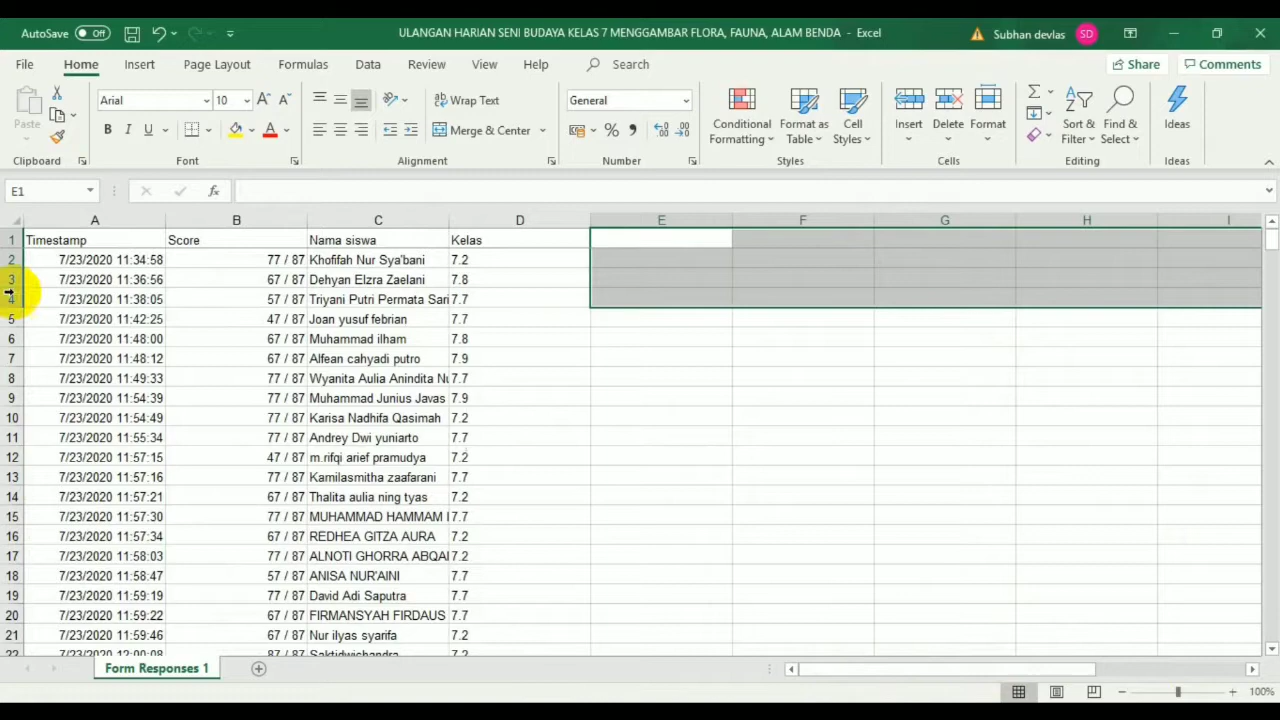 AutoSave Off ULANGAN HARIAN SENI BUDAYA KELAS 7 MENGGAMBAR FLORA, FAUNA, ALAM BENDA - Excel Subhan devlas SD
File Home Insert Page Layout Formulas Data Review View Help Search Share Comments
Paste Arial 10 Wrap Text General Conditional Formatting Format as Table Cell Styles Insert Delete Format Sort & Filter Find & Select Ideas
B I U Merge & Center
Clipboard Font Alignment Number Styles Cells Editing Ideas
E1 fx
A B C D E F G H I
1 Timestamp Score Nama siswa Kelas
2 7/23/2020 11:34:58 77 / 87 Khofifah Nur Sya'bani 7.2
3 7/23/2020 11:36:56 67 / 87 Dehyan Elzra Zaelani 7.8
4 7/23/2020 11:38:05 57 / 87 Triyani Putri Permata Sari 7.7
5 7/23/2020 11:42:25 47 / 87 Joan yusuf febrian 7.7
6 7/23/2020 11:48:00 67 / 87 Muhammad ilham 7.8
7 7/23/2020 11:48:12 67 / 87 Alfean cahyadi putro 7.9
8 7/23/2020 11:49:33 77 / 87 Wyanita Aulia Anindita 7.7
9 7/23/2020 11:54:39 77 / 87 Muhammad Junius Javas 7.9
10 7/23/2020 11:54:49 77 / 87 Karisa Nadhifa Qasimah 7.2
11 7/23/2020 11:55:34 77 / 87 Andrey Dwi yuniarto 7.7
12 7/23/2020 11:57:15 47 / 87 m.rifqi arief pramudya 7.2
13 7/23/2020 11:57:16 77 / 87 Kamilasmitha zaafarani 7.7
14 7/23/2020 11:57:21 67 / 87 Thalita aulia ning tyas 7.2
15 7/23/2020 11:57:30 77 / 87 MUHAMMAD HAMMAM 7.7
16 7/23/2020 11:57:34 67 / 87 REDHEA GITZA AURA 7.2
17 7/23/2020 11:58:03 77 / 87 ALNOTI GHORRA 7.2
18 7/23/2020 11:58:47 57 / 87 ANISA NUR'AINI 7.7
19 7/23/2020 11:59:19 77 / 87 David Adi Saputra 7.7
20 7/23/2020 11:59:22 67 / 87 FIRMANSYAH FIRDAUS 7.7
21 7/23/2020 11:59:46 67 / 87 Nur ilyas syarifa 7.2
22 7/23/2020 12:00:08 87 / 87 Saktidwichandra 7.2
Form Responses 1
100%